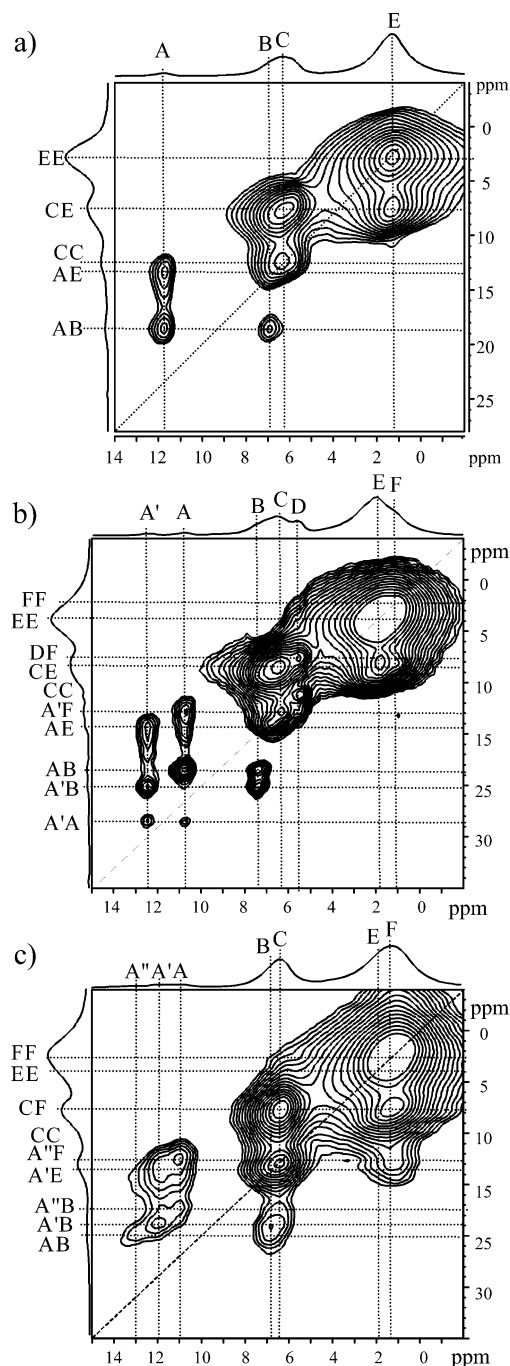 a)
A B C E
ppm
EE
CE
CC
AE
AB
0
5
10
15
20
25
14 12 10 8 6 4 2 0 ppm
b)
A' A B C D E F
ppm
FF
EE
DF
CE
CC
A'F
AE
AB
A'B
A'A
0
5
10
15
20
25
30
12 10 8 6 4 2 0 ppm
c)
A" A' A B C E F
ppm
FF
EE
CF
CC
A"F
A'E
A"B
A'B
AB
0
5
10
15
20
25
30
12 10 8 6 4 2 0 ppm